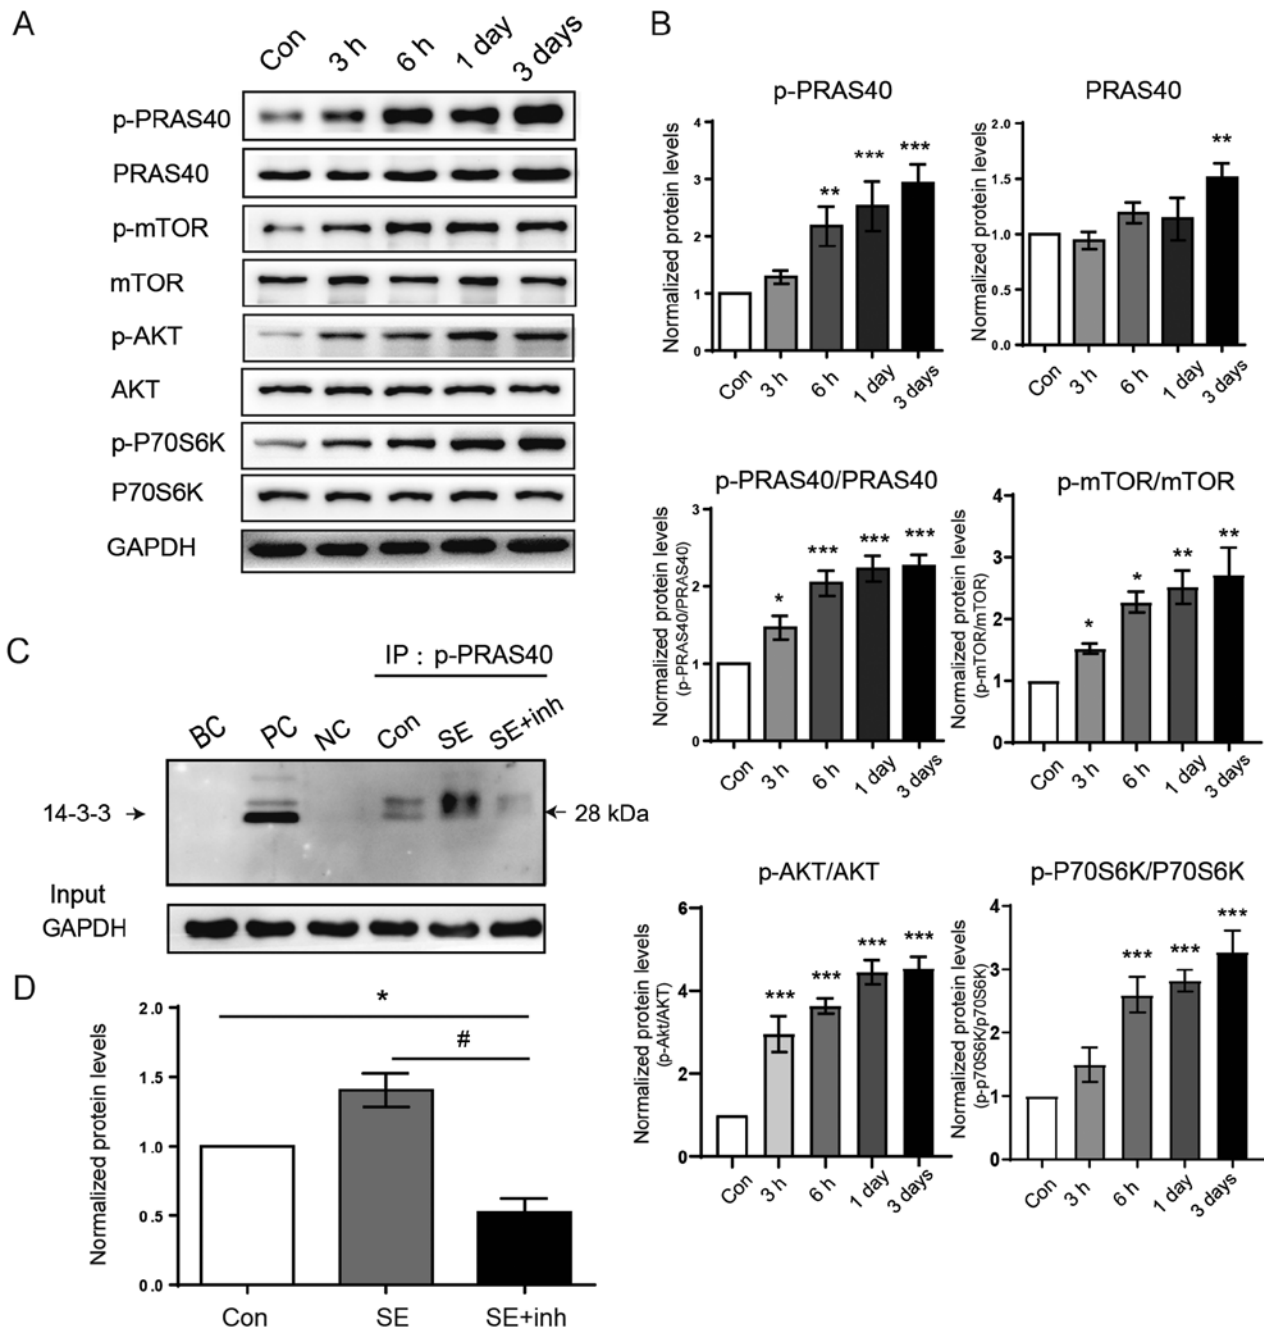 A
Con 3 h 6 h 1 day 3 days
p-PRAS40
PRAS40
p-mTOR
mTOR
p-AKT
AKT
p-P70S6K
P70S6K
GAPDH
B
p-PRAS40
Normalized protein levels
4
3
2
1
0
** *** ***
Con 3 h 6 h 1 day 3 days
PRAS40
Normalized protein levels
2.0
1.5
1.0
0.5
0.0
**
Con 3 h 6 h 1 day 3 days
p-PRAS40/PRAS40
Normalized protein levels
(p-PRAS40/PRAS40)
3
2
1
0
* *** *** ***
Con 3 h 6 h 1 day 3 days
p-mTOR/mTOR
Normalized protein levels
(p-mTOR/mTOR)
4
3
2
1
0
* * ** **
Con 3 h 6 h 1 day 3 days
p-AKT/AKT
Normalized protein levels
(p-Akt/AKT)
6
4
2
0
*** *** *** ***
Con 3 h 6 h 1 day 3 days
p-P70S6K/P70S6K
Normalized protein levels
(p-p70S6K/p70S6K)
4
3
2
1
0
*** *** ***
Con 3 h 6 h 1 day 3 days
C
IP : p-PRAS40
BC PC NC Con SE SE+inh
14-3-3 → ← 28 kDa
Input
GAPDH
D
Normalized protein levels
2.0
1.5
1.0
0.5
0.0
*
#
Con SE SE+inh